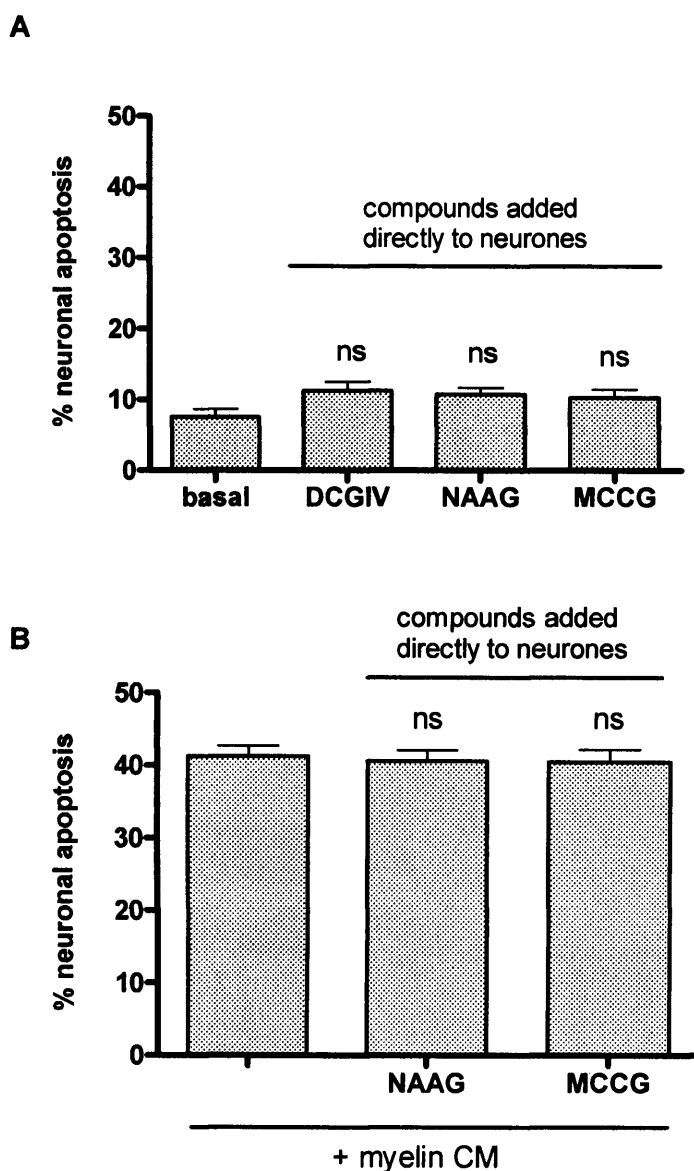 A
50
40
30
20
10
0
% neuronal apoptosis
compounds added
directly to neurones
ns ns ns
basal DCGIV NAAG MCCG
B
compounds added
directly to neurones
50
40
30
20
10
0
% neuronal apoptosis
ns ns
NAAG MCCG
+ myelin CM